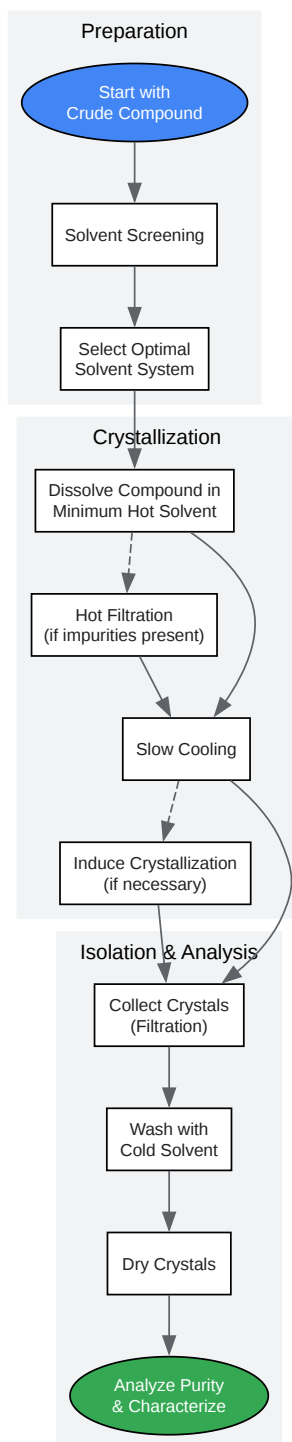 Preparation
Start with
Crude Compound
Solvent Screening
Select Optimal
Solvent System
Crystallization
Dissolve Compound in
Minimum Hot Solvent
Hot Filtration
(if impurities present)
Slow Cooling
Induce Crystallization
(if necessary)
Isolation & Analysis
Collect Crystals
(Filtration)
Wash with
Cold Solvent
Dry Crystals
Analyze Purity
& Characterize